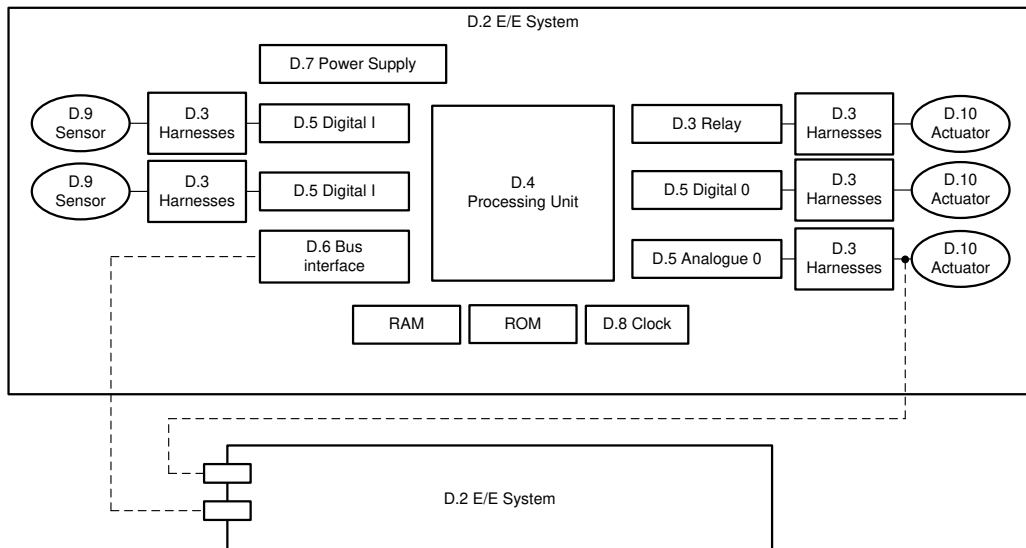 D.2 E/E System
D.7 Power Supply
D.9
Sensor
D.3
Harnesses
D.5 Digital I
D.3 Relay
D.3
Harnesses
D.10
Actuator
D.9
Sensor
D.3
Harnesses
D.5 Digital I
D.4
Processing Unit
D.5 Digital 0
D.3
Harnesses
D.10
Actuator
D.6 Bus
interface
D.5 Analogue 0
D.3
Harnesses
D.10
Actuator
RAM
ROM
D.8 Clock
D.2 E/E System